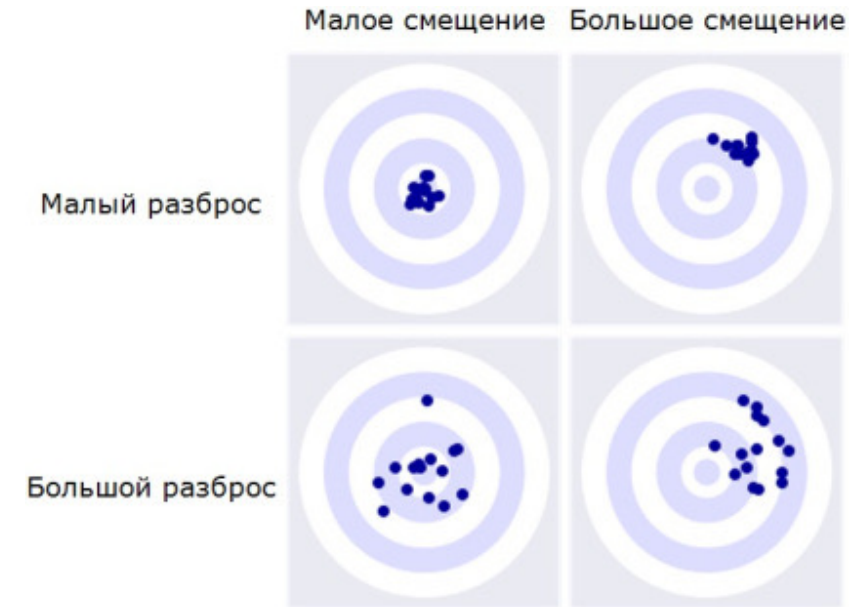 Малое смещение
Большое смещение
Малый разброс
Большой разброс